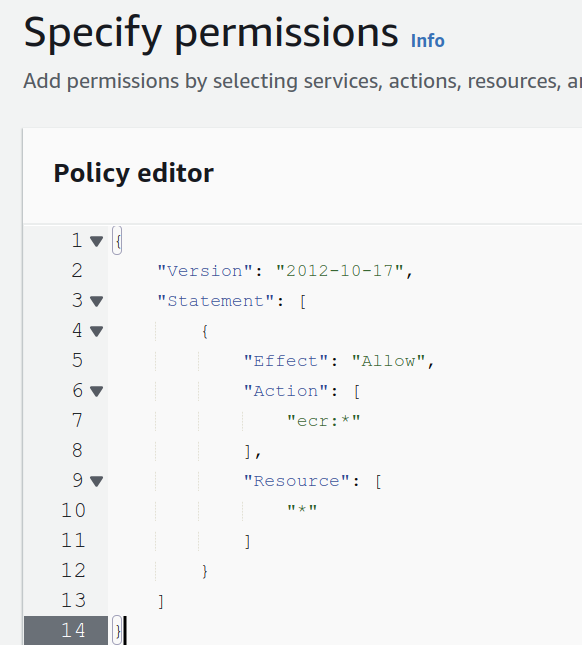 Specify permissions Info
Add permissions by selecting services, actions, resources,
Policy editor
1 {
2 "Version": "2012-10-17",
3 "Statement": [
4 {
5 "Effect": "Allow",
6 "Action": [
7 "ecr:*"
8 ],
9 "Resource": [
10 "*"
11 ]
12 }
13 ]
14 }